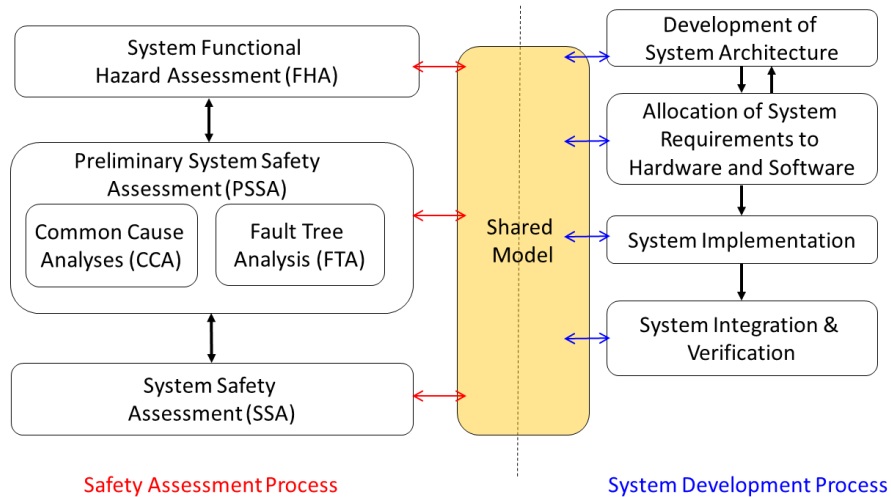 System Functional
Hazard Assessment (FHA)
Preliminary System Safety
Assessment (PSSA)
Common Cause
Analyses (CCA)
Fault Tree
Analysis (FTA)
System Safety
Assessment (SSA)
Safety Assessment Process
Shared
Model
Development of
System Architecture
Allocation of System
Requirements to
Hardware and Software
System Implementation
System Integration &
Verification
System Development Process